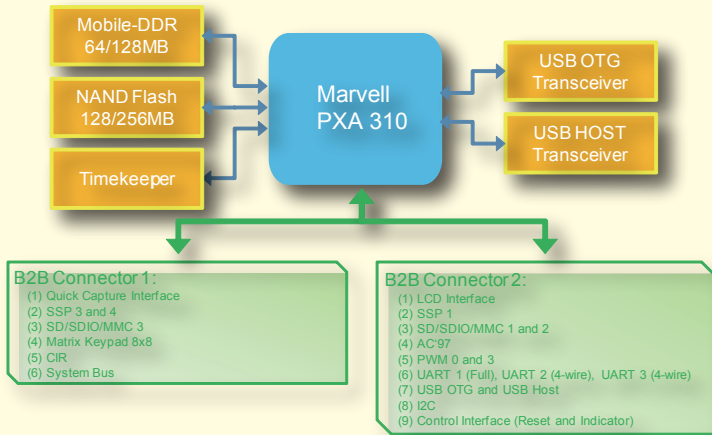 Mobile-DDR
64/128MB
NAND Flash
128/256MB
Timekeeper
Marvell
PXA 310
USB OTG
Transceiver
USB HOST
Transceiver
B2B Connector 1:
(1) Quick Capture Interface
(2) SSP 3 and 4
(3) SD/SDIO/MMC 3
(4) Matrix Keypad 8x8
(5) CIR
(6) System Bus
B2B Connector 2:
(1) LCD Interface
(2) SSP 1
(3) SD/SDIO/MMC 1 and 2
(4) AC'97
(5) PWM 0 and 3
(6) UART 1 (Full), UART 2 (4-wire), UART 3 (4-wire)
(7) USB OTG and USB Host
(8) I2C
(9) Control Interface (Reset and Indicator)